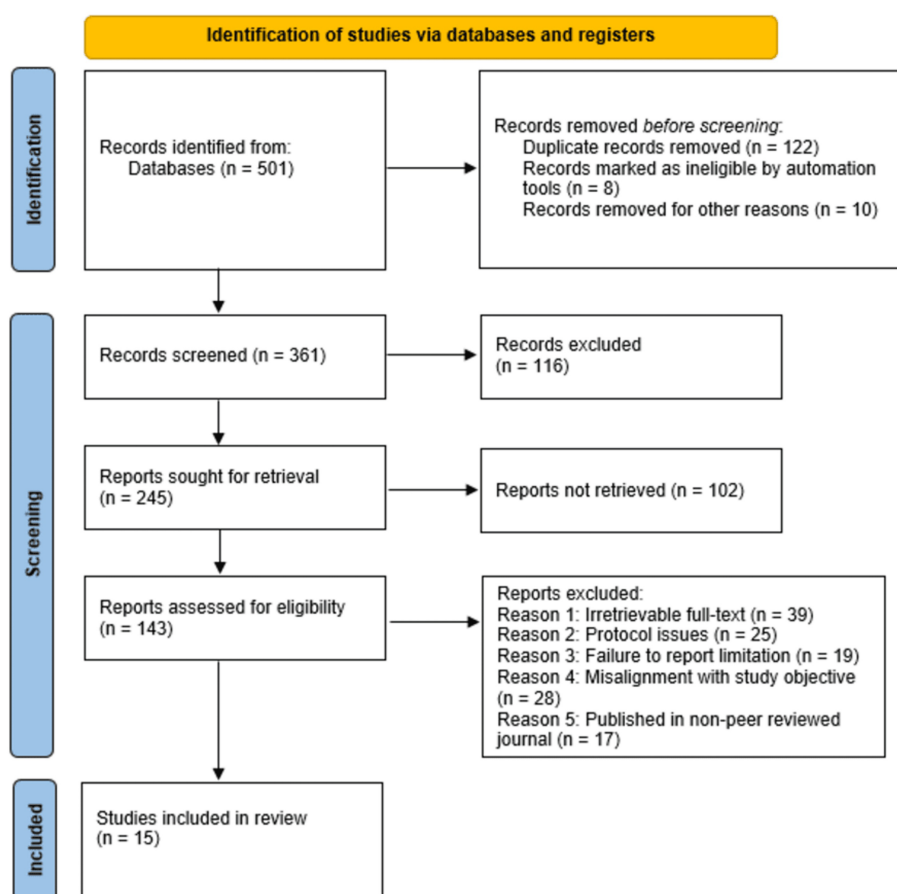 Identification of studies via databases and registers
Identification
Records identified from:
Databases (n = 501)
Records removed before screening:
Duplicate records removed (n = 122)
Records marked as ineligible by automation
tools (n = 8)
Records removed for other reasons (n = 10)
Screening
Records screened (n = 361)
Records excluded
(n = 116)
Reports sought for retrieval
(n = 245)
Reports not retrieved (n = 102)
Reports assessed for eligibility
(n = 143)
Reports excluded:
Reason 1: Irretrievable full-text (n = 39)
Reason 2: Protocol issues (n = 25)
Reason 3: Failure to report limitation (n = 19)
Reason 4: Misalignment with study objective
(n = 28)
Reason 5: Published in non-peer reviewed
journal (n = 17)
Included
Studies included in review
(n = 15)